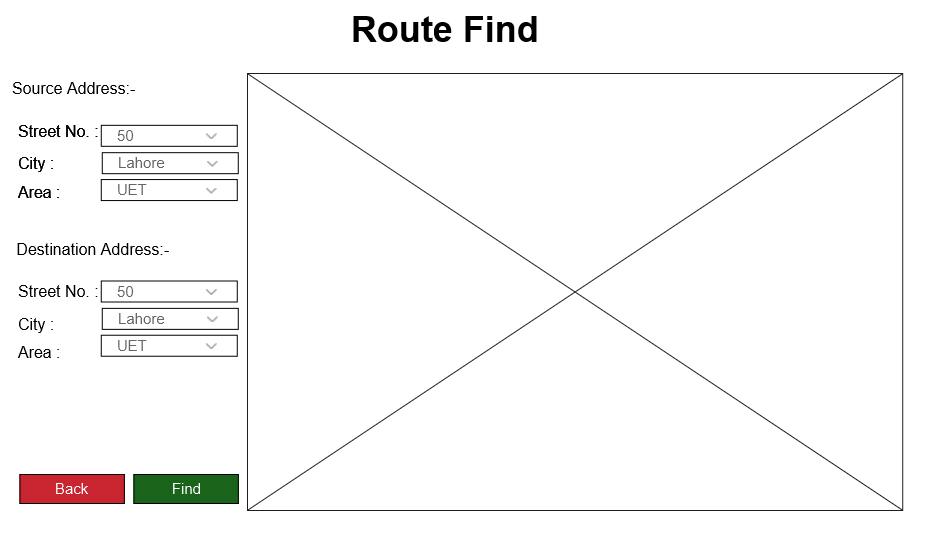 Route Find
Source Address:-
Street No. : 50
City : Lahore
Area : UET
Destination Address:-
Street No. : 50
City : Lahore
Area : UET
Back Find